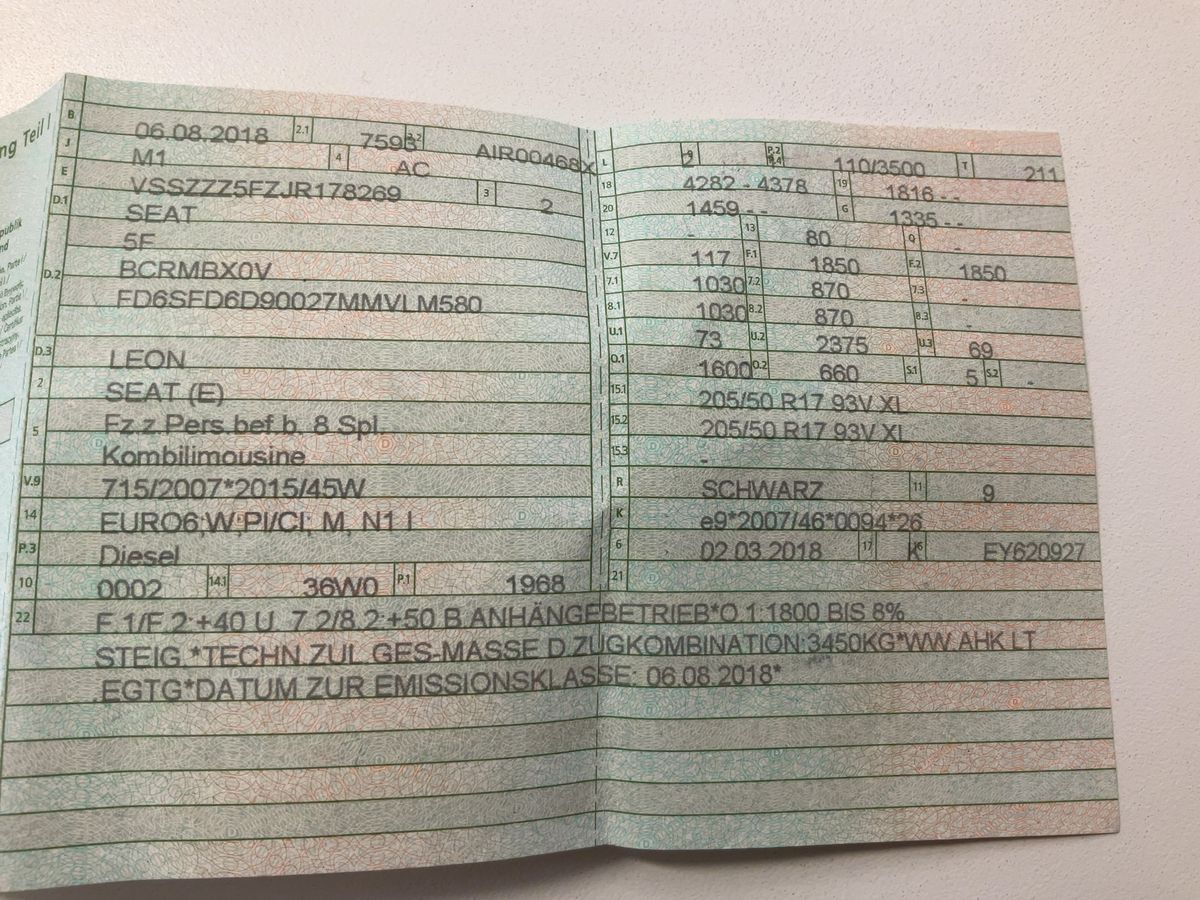 ng Teil I
B 06.08.2018 2.1 7593 2.2 AIR00468X
J M1 4 AC
E VSSZZZ5FZJR178269 3 2
D.1 SEAT
5F
D.2 BCRMBX0V
FD6SFD6D90027MMVLM580
D.3 LEON
2 SEAT (E)
5 Fz.z.Pers.bef.b. 8 Spl.
Kombilimousine
V.9 715/2007*2015/45W
14 EURO6;W,PI/CI; M, N1 I
P.3 Diesel
10 0002 14.1 36W0 P.1 1968
L 9 2 P.2 P.4 110/3500 T 211
18 4282 - 4378 19 1816 - -
20 1459 - - G 1335 - -
12 - 13 80 Q -
V.7 117 F.1 1850 F.2 1850
7.1 1030 7.2 870 7.3 -
8.1 1030 8.2 870 8.3 -
U.1 73 U.2 2375 U.3 69
O.1 1600 O.2 660 S.1 5 S.2 -
15.1 205/50 R17 93V XL
15.2 205/50 R17 93V XL
15.3 -
R SCHWARZ 11 9
K e9*2007/46*0094*26
6 02.03.2018 17 K 16 EY620927
21
22 F.1/F.2:+40 U. 7.2/8.2:+50 B.ANHÄNGEBETRIEB*O.1:1800 BIS 8%
STEIG.*TECHN.ZUL.GES-MASSE D.ZUGKOMBINATION:3450KG*WW.AHK LT
.EGTG*DATUM ZUR EMISSIONSKLASSE: 06.08.2018*